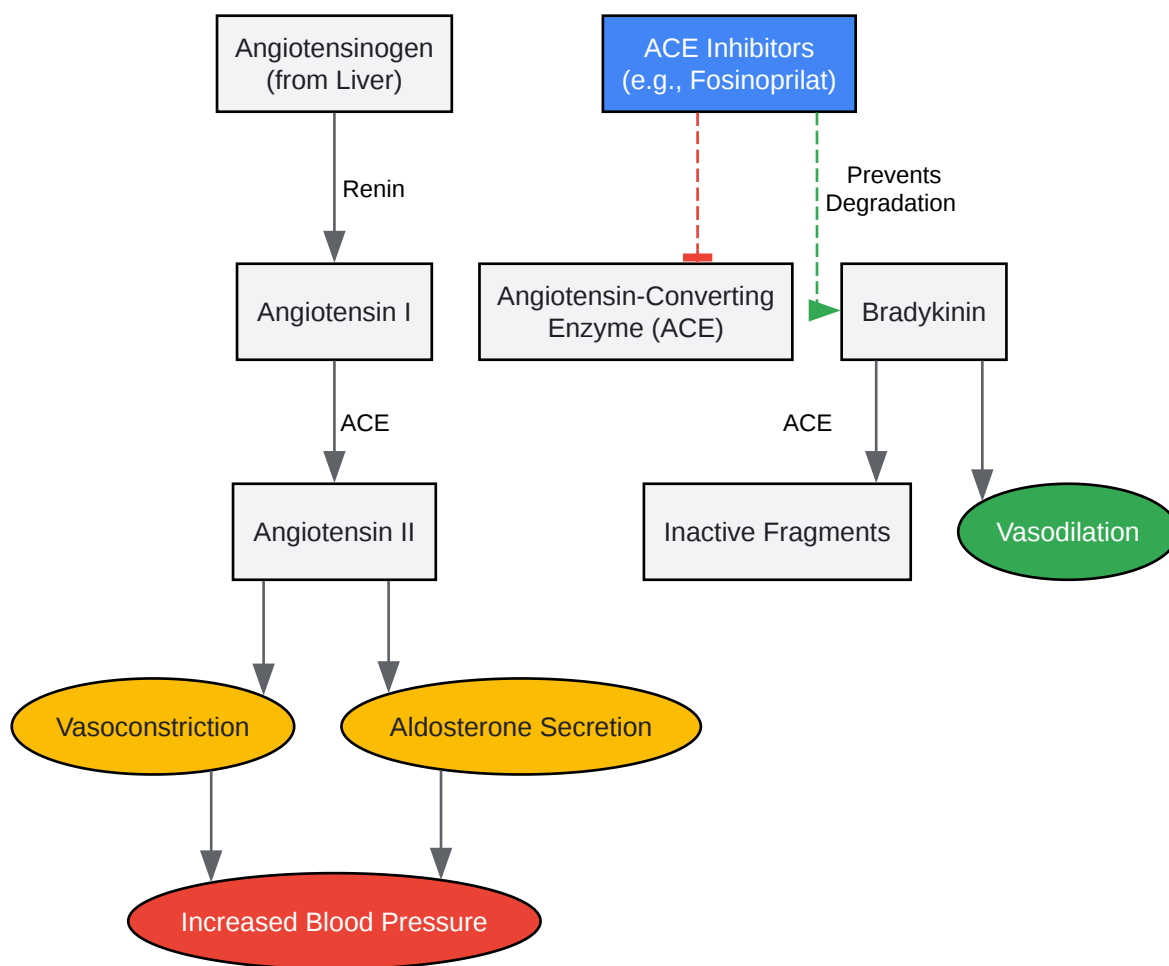 Angiotensinogen
(from Liver)
ACE Inhibitors
(e.g., Fosinoprilat)
Renin
Prevents
Degradation
Angiotensin I
Angiotensin-Converting
Enzyme (ACE)
Bradykinin
ACE
ACE
Angiotensin II
Inactive Fragments
Vasodilation
Vasoconstriction
Aldosterone Secretion
Increased Blood Pressure